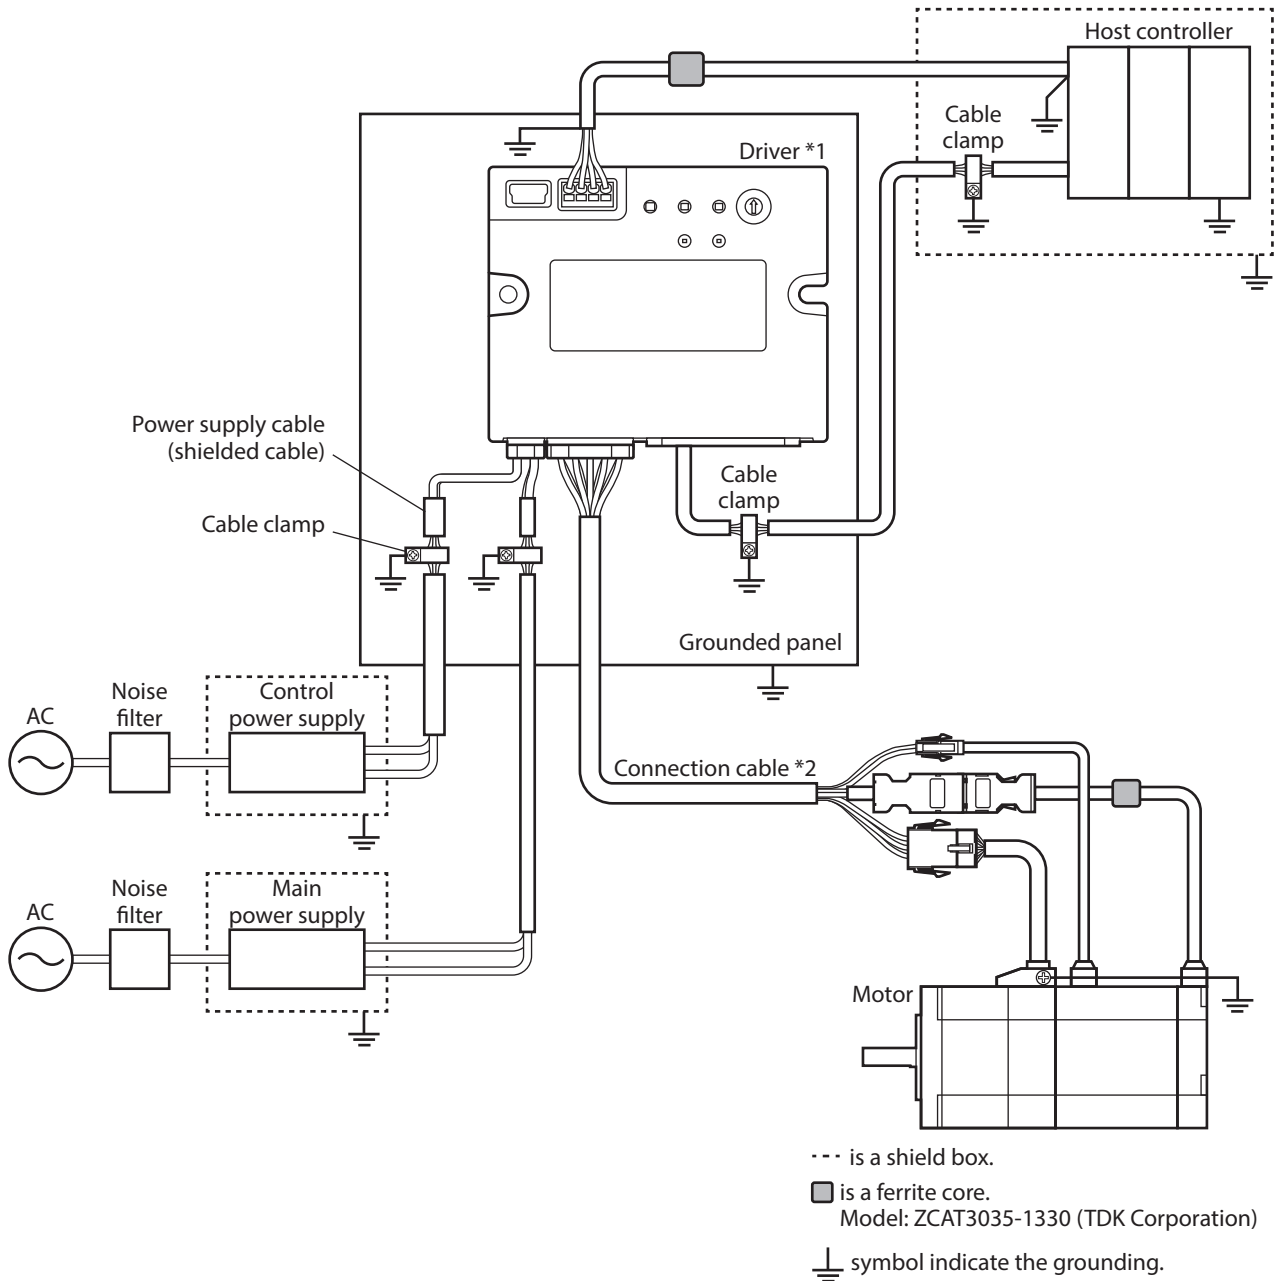 Host controller
Cable
clamp
Driver *1
Power supply cable
(shielded cable)
Cable
clamp
Cable clamp
Grounded panel
AC
Noise
filter
Control
power supply
Connection cable *2
AC
Noise
filter
Main
power supply
Motor
is a shield box.
is a ferrite core.
Model: ZCAT3035-1330 (TDK Corporation)
symbol indicate the grounding.